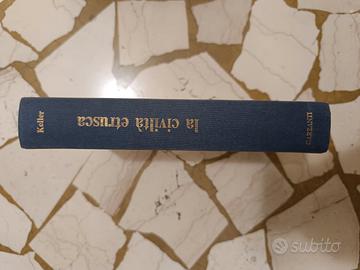 Keller
la civiltà etrusca
GARZANTI
subito